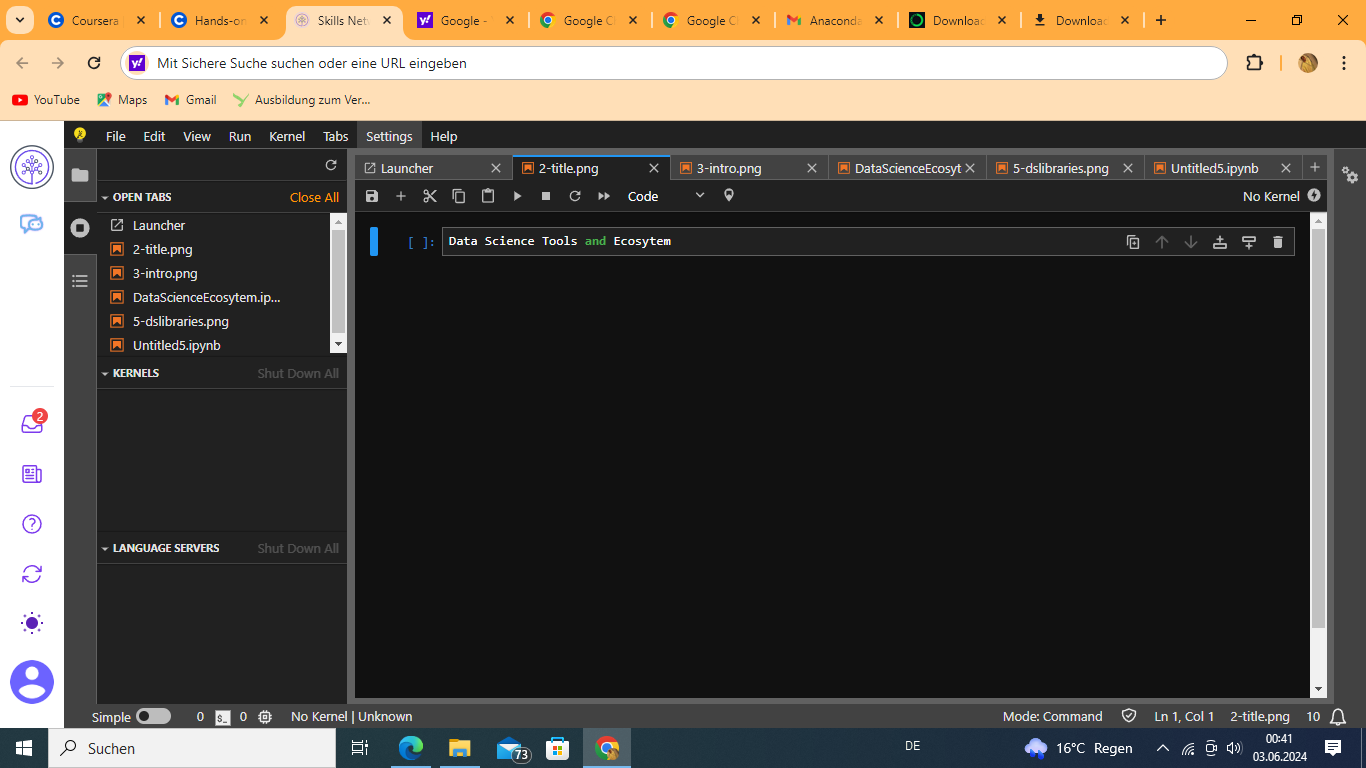 Coursera
Hands-on
Skills Net
Google -
Google Cl
Google Cl
Anaconda
Download
Download
Mit Sichere Suche suchen oder eine URL eingeben
YouTube
Maps
Gmail
Ausbildung zum Ver...
File Edit View Run Kernel Tabs Settings Help
Launcher
2-title.png
3-intro.png
DataScienceEcosyt
5-dslibraries.png
Untitled5.ipynb
OPEN TABS
Close All
Code
No Kernel
Launcher
2-title.png
3-intro.png
DataScienceEcosytem.ip...
5-dslibraries.png
Untitled5.ipynb
[ ]:
Data Science Tools and Ecosytem
KERNELS
Shut Down All
2
LANGUAGE SERVERS
Shut Down All
Simple
0
$_
0
No Kernel | Unknown
Mode: Command
Ln 1, Col 1
2-title.png
10
Suchen
73
DE
16°C Regen
00:41
03.06.2024